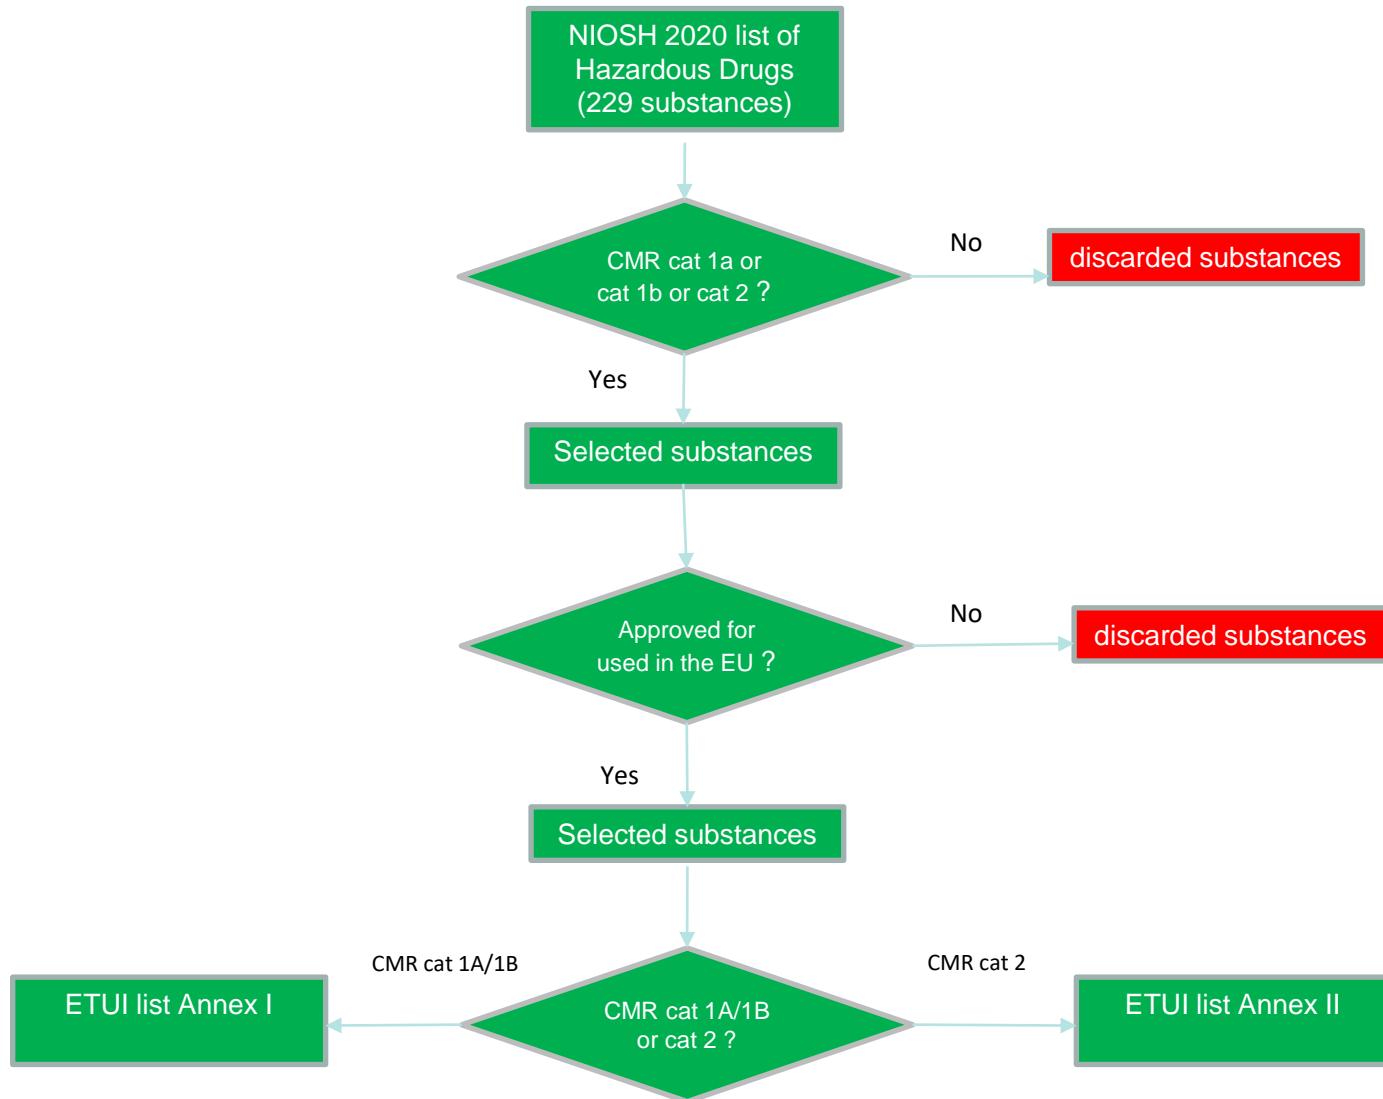 NIOSH 2020 list of
Hazardous Drugs
(229 substances)
CMR cat 1a or
cat 1b or cat 2 ?
No
discarded substances
Yes
Selected substances
Approved for
used in the EU ?
No
discarded substances
Yes
Selected substances
CMR cat 1A/1B
CMR cat 2
ETUI list Annex I
CMR cat 1A/1B
or cat 2 ?
ETUI list Annex II